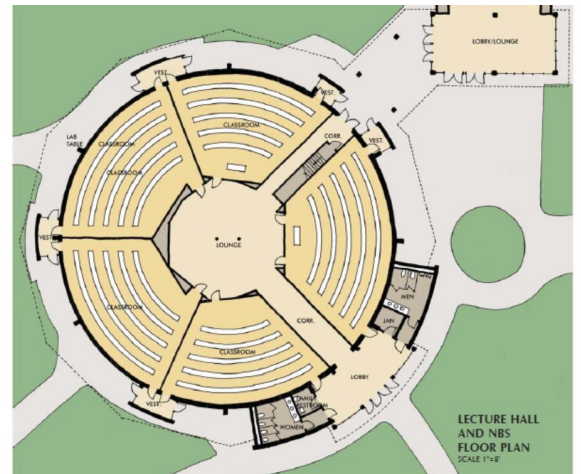 LOBBY/LOUNGE
VEST.
VEST.
CORR.
VEST.
CLASSROOM
LAB
TABLE
CLASSROOM
CLASSROOM
VEST.
LOUNGE
MEN
JAN.
CLASSROOM
CORR.
CLASSROOM
LOBBY
VEST.
WOMEN
LECTURE HALL
AND NBS
FLOOR PLAN
SCALE 1"=8'